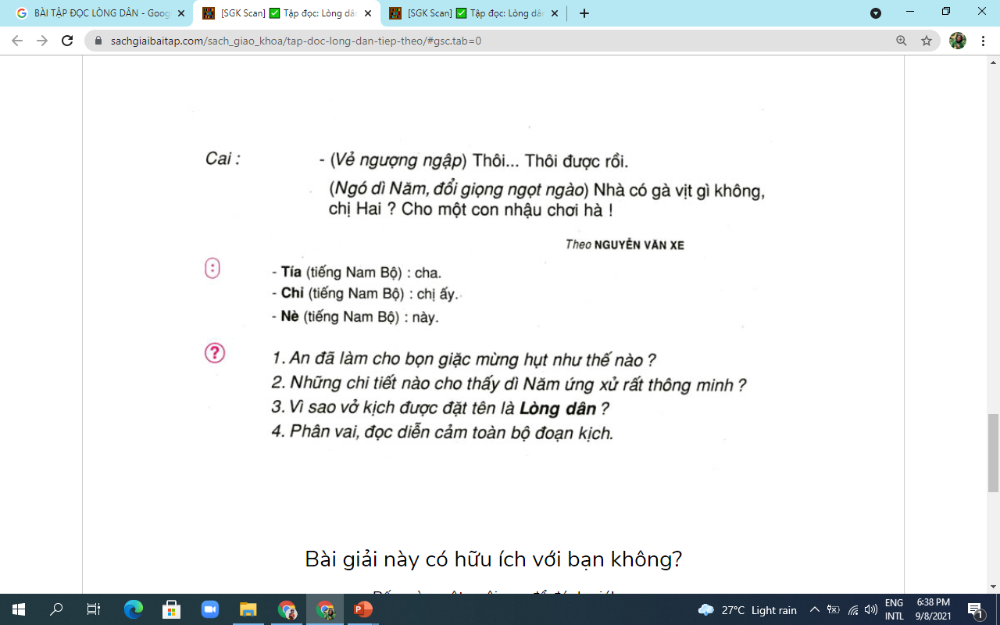 BÀI TẬP ĐỌC LÒNG DÂN - Goog
[SGK Scan] ✅ Tập đọc: Lòng dâ
[SGK Scan] ✅ Tập đọc: Lòng dâ
sachgiaibaitap.com/sach_giao_khoa/tap-doc-long-dan-tiep-theo/#gsc.tab=0
Cai : - (Vẻ ngượng ngập) Thôi... Thôi được rồi.
(Ngó dì Năm, đổi giọng ngọt ngào) Nhà có gà vịt gì không,
chị Hai ? Cho một con nhậu chơi hà !
Theo NGUYỄN VĂN XE
- Tía (tiếng Nam Bộ) : cha.
- Chỉ (tiếng Nam Bộ) : chị ấy.
- Nè (tiếng Nam Bộ) : này.
1. An đã làm cho bọn giặc mừng hụt như thế nào ?
2. Những chi tiết nào cho thấy dì Năm ứng xử rất thông minh ?
3. Vì sao vở kịch được đặt tên là Lòng dân ?
4. Phân vai, đọc diễn cảm toàn bộ đoạn kịch.
Bài giải này có hữu ích với bạn không?
27°C Light rain
ENG
INTL
6:38 PM
9/8/2021
1